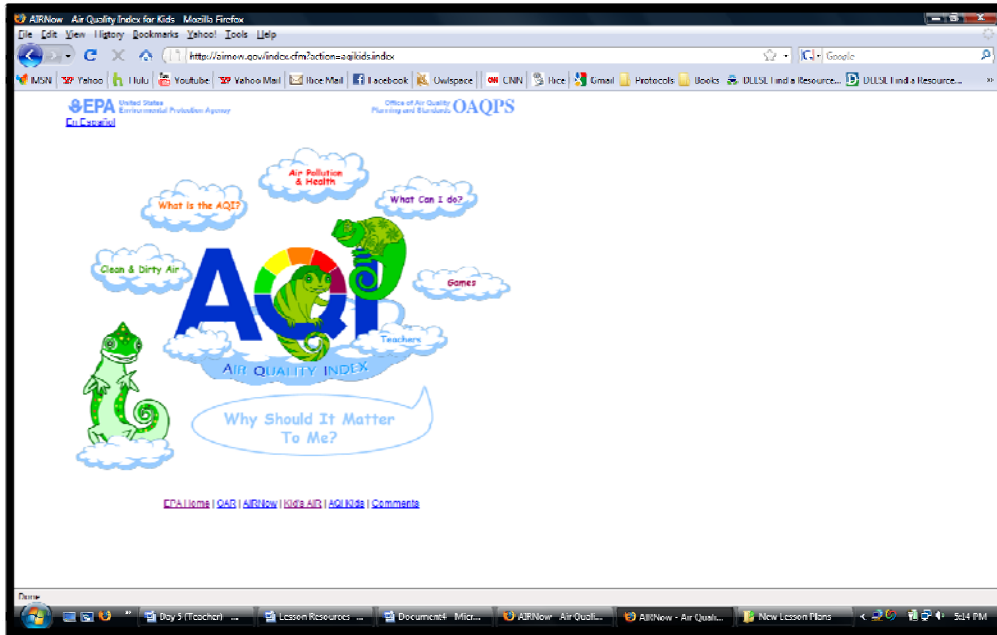 AIRNow - Air Quality Index for Kids - Mozilla Firefox
File Edit View History Bookmarks Yahoo! Tools Help
http://airnow.gov/index.cfm?action=aqikids.index
Google
MSN Yahoo Hulu Youtube Yahoo Mail Rice Mail Facebook Owlspace CNN Rice Gmail Protocols Books DLESE Find a Resource... DLESE Find a Resource... »
EPA United States
Environmental Protection Agency
Office of Air Quality
Planning and Standards OAQPS
En Español
Air Pollution
& Health
What is the AQI?
What Can I do?
Clean & Dirty Air
Games
AQI
Teachers
AIR QUALITY INDEX
Why Should It Matter
To Me?
EPA Home | OAR | AIRNow | Kid's AIR | AQI Kids | Comments
Done
Day 5 (Teacher) ... Lesson Resources ... Document4 - Micr... AIRNow - Air Quali... AIRNow - Air Quali... New Lesson Plans 5:14 PM